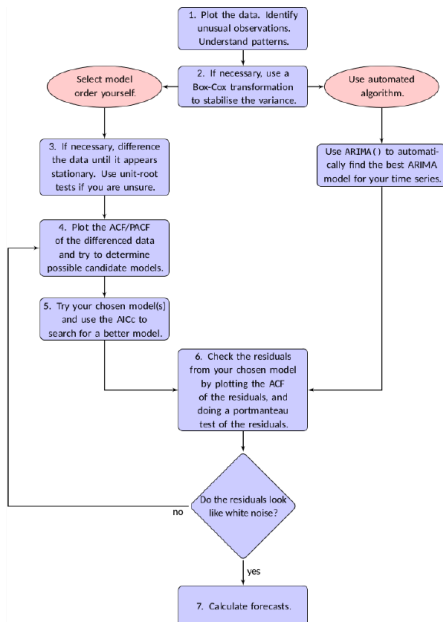 1. Plot the data. Identify
unusual observations.
Understand patterns.
Select model
order yourself.
2. If necessary, use a
Box-Cox transformation
to stabilise the variance.
Use automated
algorithm.
3. If necessary, difference
the data until it appears
stationary. Use unit-root
tests if you are unsure.
Use ARIMA() to automati-
cally find the best ARIMA
model for your time series.
4. Plot the ACF/PACF
of the differenced data
and try to determine
possible candidate models.
5. Try your chosen model(s)
and use the AICc to
search for a better model.
6. Check the residuals
from your chosen model
by plotting the ACF
of the residuals, and
doing a portmanteau
test of the residuals.
Do the residuals look
like white noise?
no
yes
7. Calculate forecasts.